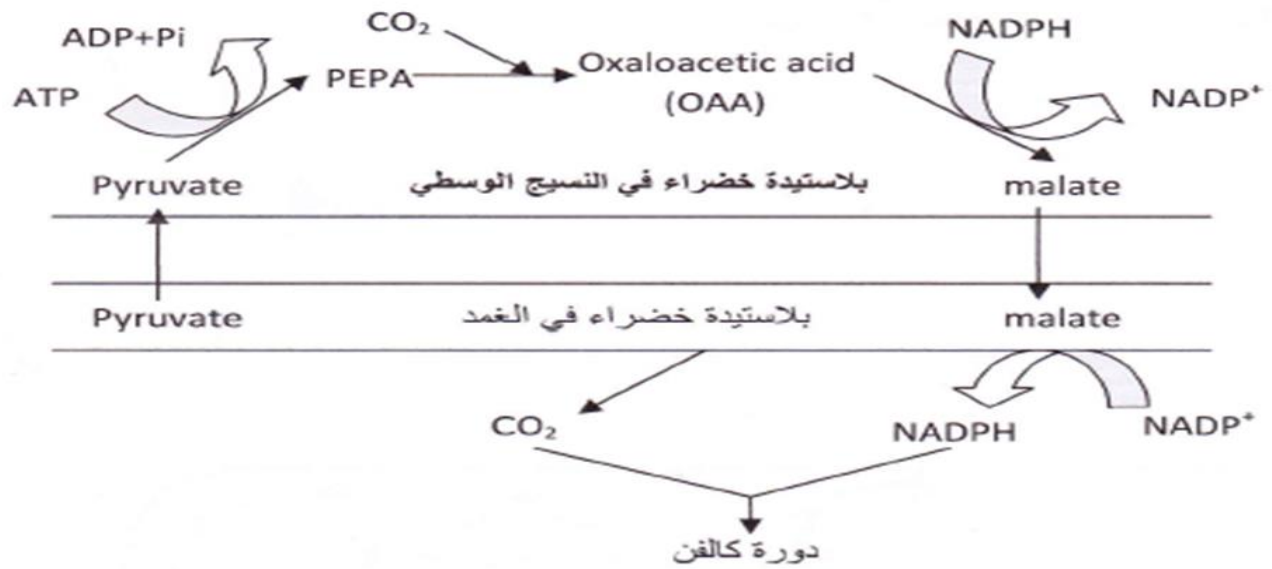 CO₂
NADPH
ADP+Pi
PEPA
Oxaloacetic acid
(OAA)
ATP
NADP⁺
Pyruvate
بلاستيدة خضراء في النسيج الوسطي
malate
Pyruvate
بلاستيدة خضراء في الغمد
malate
CO₂
NADPH
NADP⁺
دورة كالفن